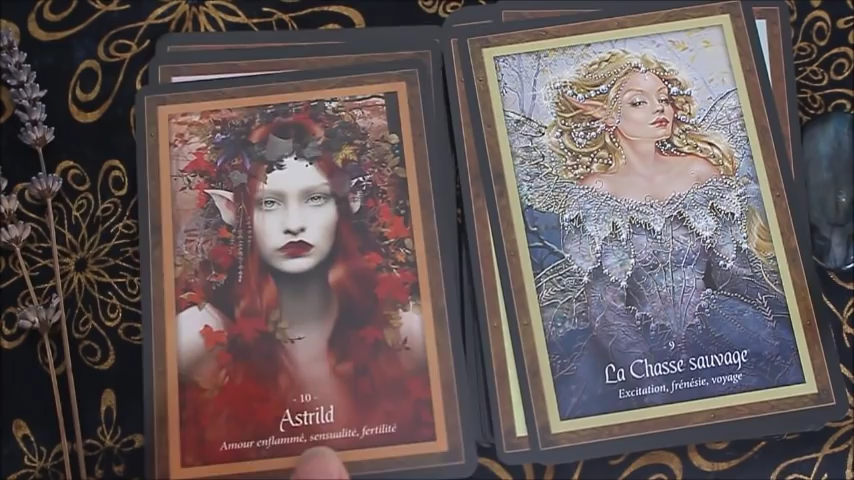 - 10 -
Astrild
Amour enflammé, sensualité, fertilité
9
La Chasse sauvage
Excitation, frénésie, voyage